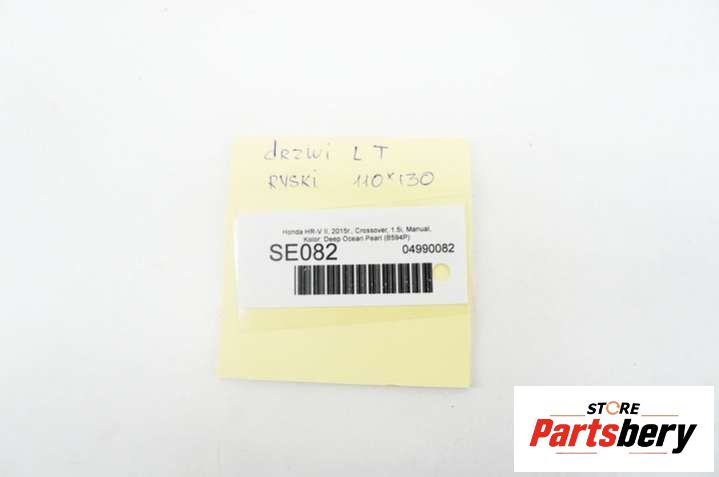 drzwi LT
RYSKI 110x130
Honda HR-V II, 2015r., Crossover, 1.5i, Manual,
Kolor: Deep Ocean Pearl (B594P)
SE082 04990082
STORE
Partsbery